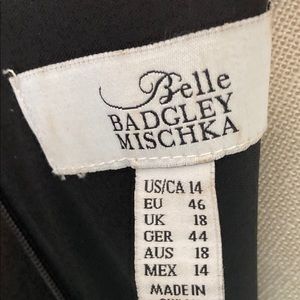 Belle
BADGLEY
MISCHKA
US/CA 14
EU 46
UK 18
GER 44
AUS 18
MEX 14
MADE IN